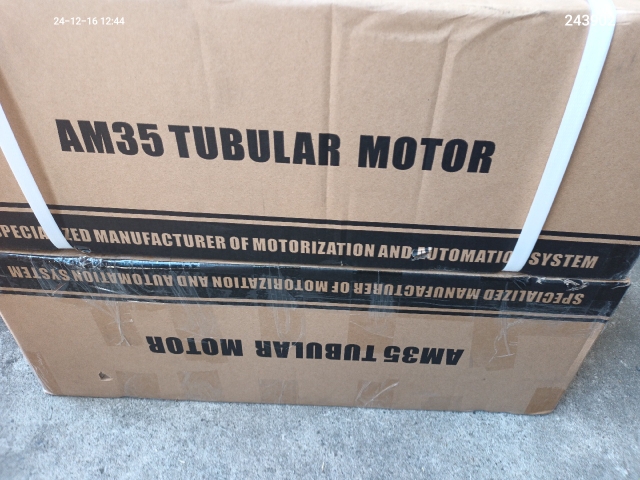 24-12-16 12:44
AM35 TUBULAR MOTOR
MANUFACTURER OF MOTORIZATION AND SYSTEM
SPECIALIZED MANUFACTURER OF MOTORIZATION AND AUTOMATION SYSTEM
AM35 TUBULAR MOTOR